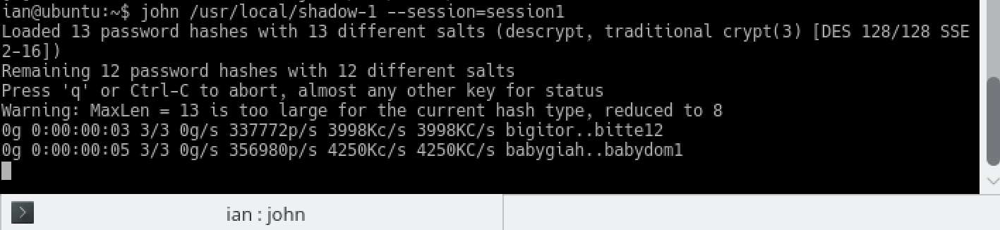 ian@ubuntu:~$ john /usr/local/shadow-1 --session=session1
Loaded 13 password hashes with 13 different salts (descrypt, traditional crypt(3) [DES 128/128 SSE
2-16])
Remaining 12 password hashes with 12 different salts
Press 'q' or Ctrl-C to abort, almost any other key for status
Warning: MaxLen = 13 is too large for the current hash type, reduced to 8
0g 0:00:00:03 3/3 0g/s 337772p/s 3998Kc/s 3998KC/s bigitor..bitte12
0g 0:00:00:05 3/3 0g/s 356980p/s 4250Kc/s 4250KC/s babygiah..babydom1
ian : john